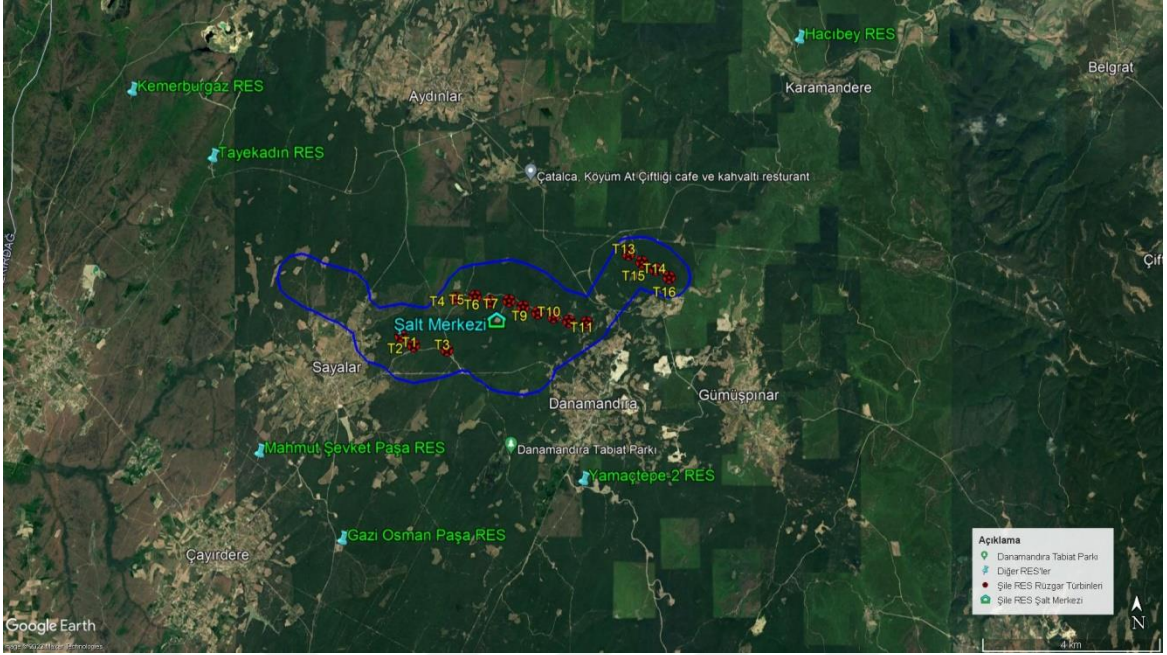 Hacıbey RES
Belgrat
Kemerburgaz RES
Aydınlar
Karamandere
Tayekadın RES
Çatalca, Köyüm At Çiftliği cafe ve kahvaltı resturant
T13
T15
T14
T16
T4
T5
T6
T7
T9
T10
T11
Şalt Merkezi
T2
T1
T3
Sayalar
Danamandıra
Gümüşpınar
Mahmut Şevket Paşa RES
Danamandıra Tabiat Parkı
Yamaçtepe-2 RES
Gazi Osman Paşa RES
Çayırdere
Açıklama
Danamandıra Tabiat Parkı
Diğer RES'ler
Şile RES Rüzgar Türbinleri
Şile RES Şalt Merkezi
Google Earth
N
4 km